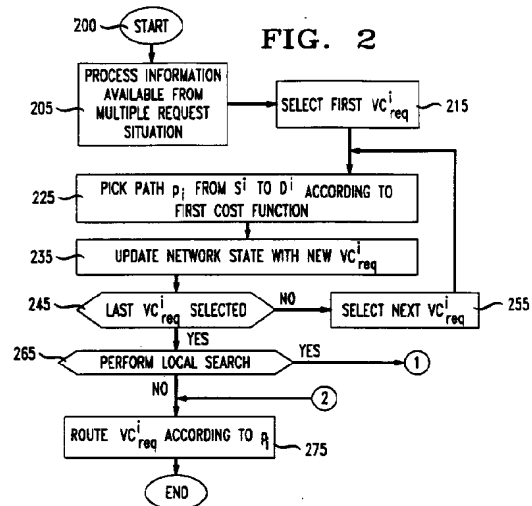 FIG. 2
200
START
205
PROCESS INFORMATION
AVAILABLE FROM
MULTIPLE REQUEST
SITUATION
SELECT FIRST VC^i_req
215
225
PICK PATH p_i FROM S^i TO D^i ACCORDING TO
FIRST COST FUNCTION
235
UPDATE NETWORK STATE WITH NEW VC^i_req
245
LAST VC^i_req SELECTED
NO
SELECT NEXT VC^i_req
255
YES
265
PERFORM LOCAL SEARCH
YES
1
NO
2
ROUTE VC^i_req ACCORDING TO p_i
275
END